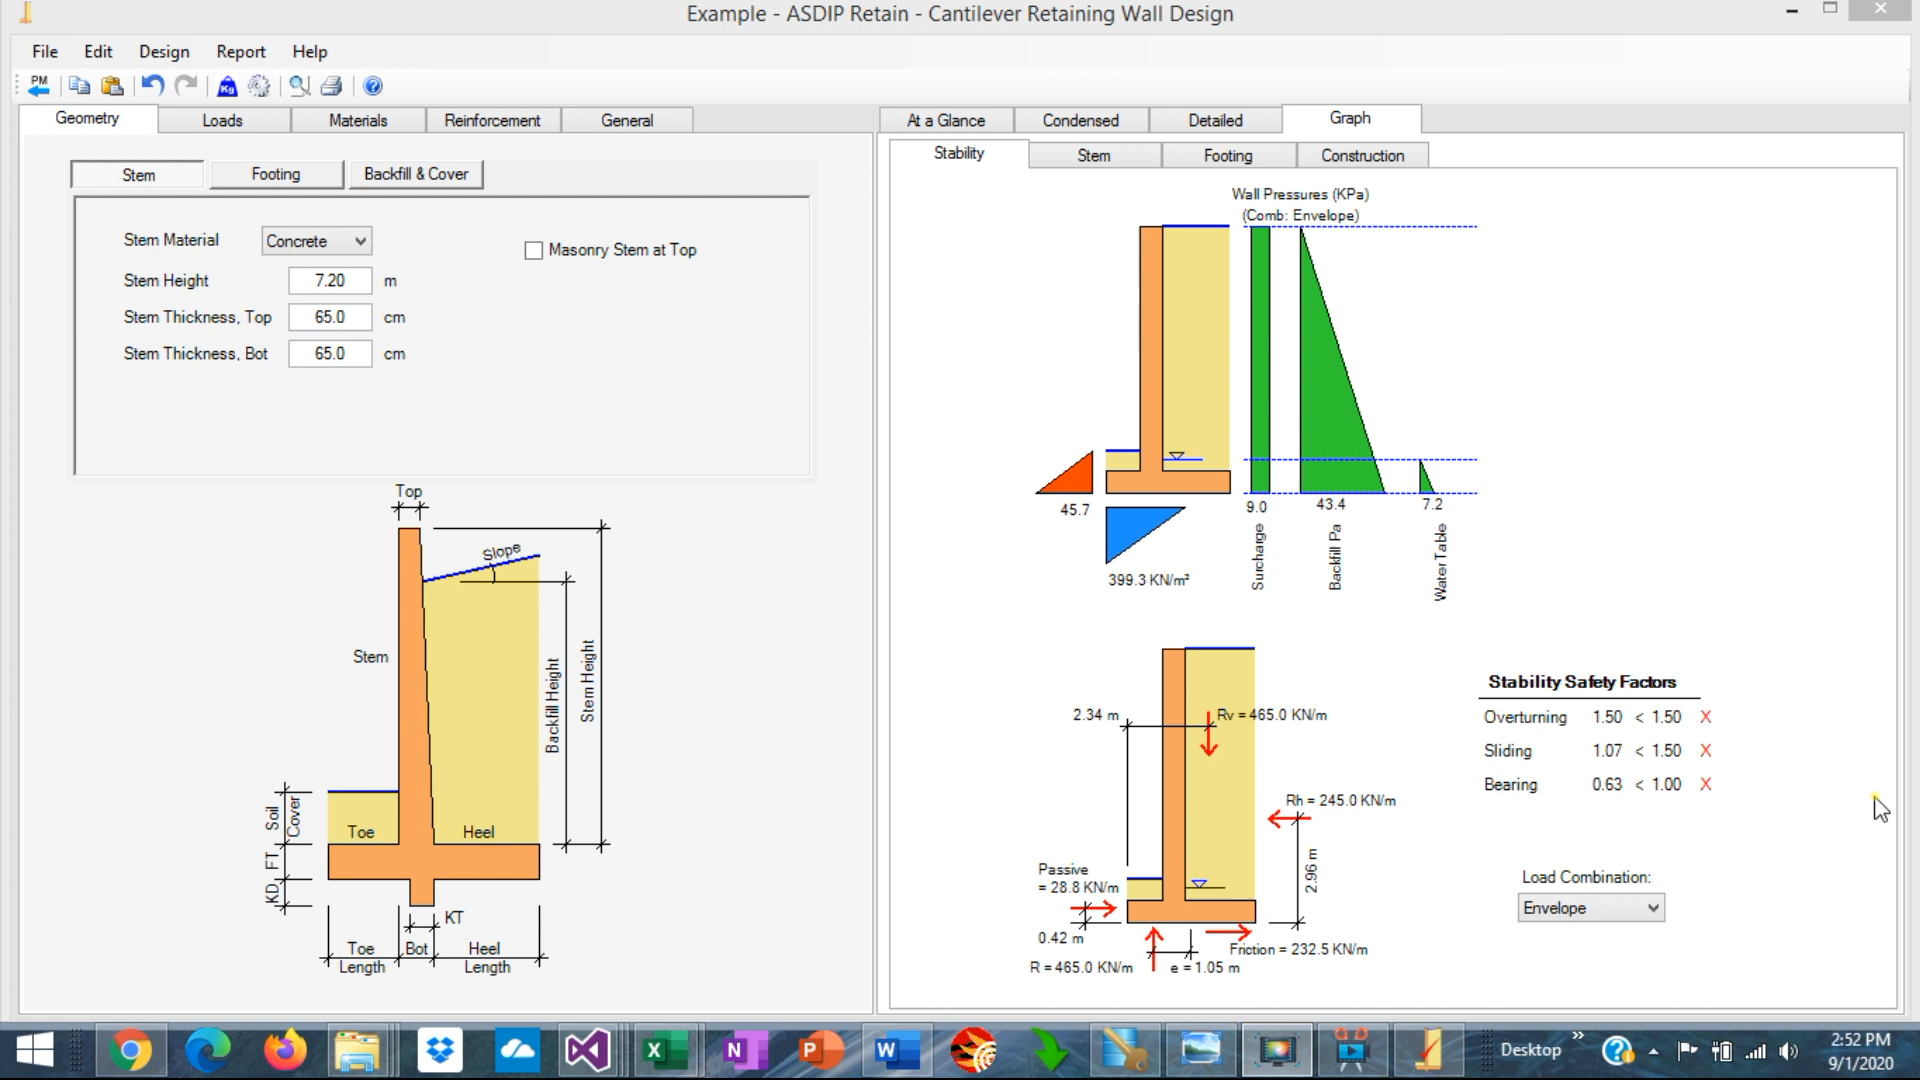 Example - ASDIP Retain - Cantilever Retaining Wall Design
File Edit Design Report Help
PM Kg
Geometry Loads Materials Reinforcement General
At a Glance Condensed Detailed Graph
Stability Stem Footing Construction
Stem Footing Backfill & Cover
Stem Material Concrete
Masonry Stem at Top
Stem Height 7.20 m
Stem Thickness, Top 65.0 cm
Stem Thickness, Bot 65.0 cm
Top
Slope
Stem
Backfill Height
Stem Height
Soil
Cover
Toe Heel
FT
KD
KT
Toe Bot Heel
Length Length
Wall Pressures (KPa)
(Comb: Envelope)
45.7
9.0 43.4 7.2
Surcharge
Backfill Pa
Water Table
399.3 KN/m²
2.34 m
Rv = 465.0 KN/m
Rh = 245.0 KN/m
2.96 m
Passive
= 28.8 KN/m
0.42 m
Friction = 232.5 KN/m
R = 465.0 KN/m e = 1.05 m
Stability Safety Factors
Overturning 1.50 < 1.50 X
Sliding 1.07 < 1.50 X
Bearing 0.63 < 1.00 X
Load Combination:
Envelope
X N P W
Desktop
2:52 PM
9/1/2020